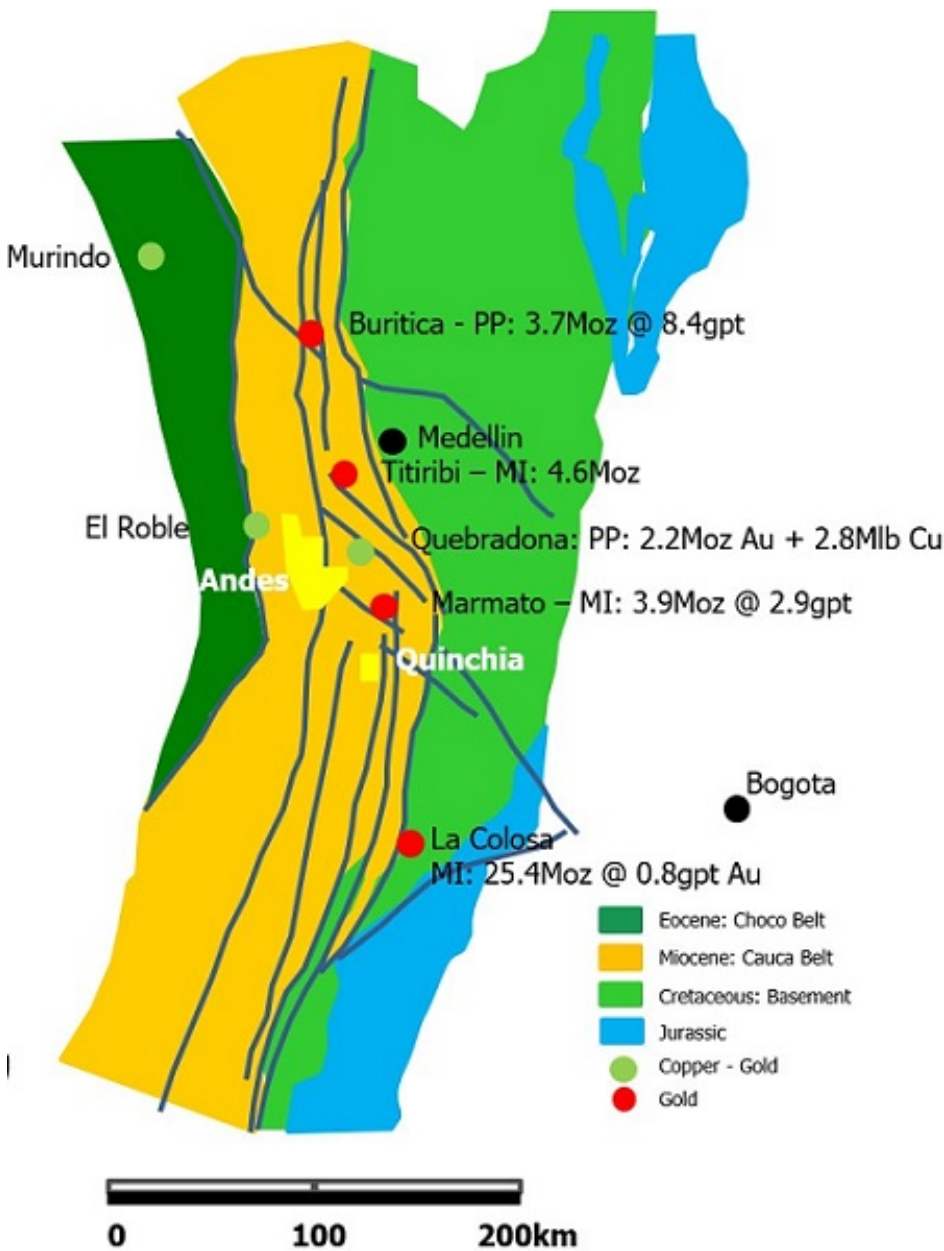 Murindo
Buritica - PP: 3.7Moz @ 8.4gpt
Medellin
Titiribi – MI: 4.6Moz
El Roble
Quebradona: PP: 2.2Moz Au + 2.8Mlb Cu
Andes
Marmato – MI: 3.9Moz @ 2.9gpt
Quinchia
Bogota
La Colosa
MI: 25.4Moz @ 0.8gpt Au
Eocene: Choco Belt
Miocene: Cauca Belt
Cretaceous: Basement
Jurassic
Copper - Gold
Gold
0 100 200km